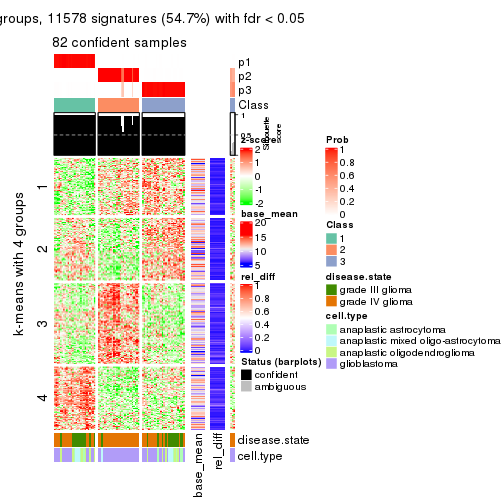 groups, 11578 signatures (54.7%) with fdr < 0.05
82 confident samples
p1
p2
p3
Class
1
0.5
Silhouette
score
z-score
2
1
0
-1
-2
base_mean
20
15
10
5
rel_diff
1
0.8
0.6
0.4
0.2
0
Status (barplots)
confident
ambiguous
Prob
1
0.8
0.6
0.4
0.2
0
Class
1
2
3
disease.state
grade III glioma
grade IV glioma
cell.type
anaplastic astrocytoma
anaplastic mixed oligo-astrocytoma
anaplastic oligodendroglioma
glioblastoma
k-means with 4 groups
1
2
3
4
disease.state
cell.type
base_mean
rel_diff